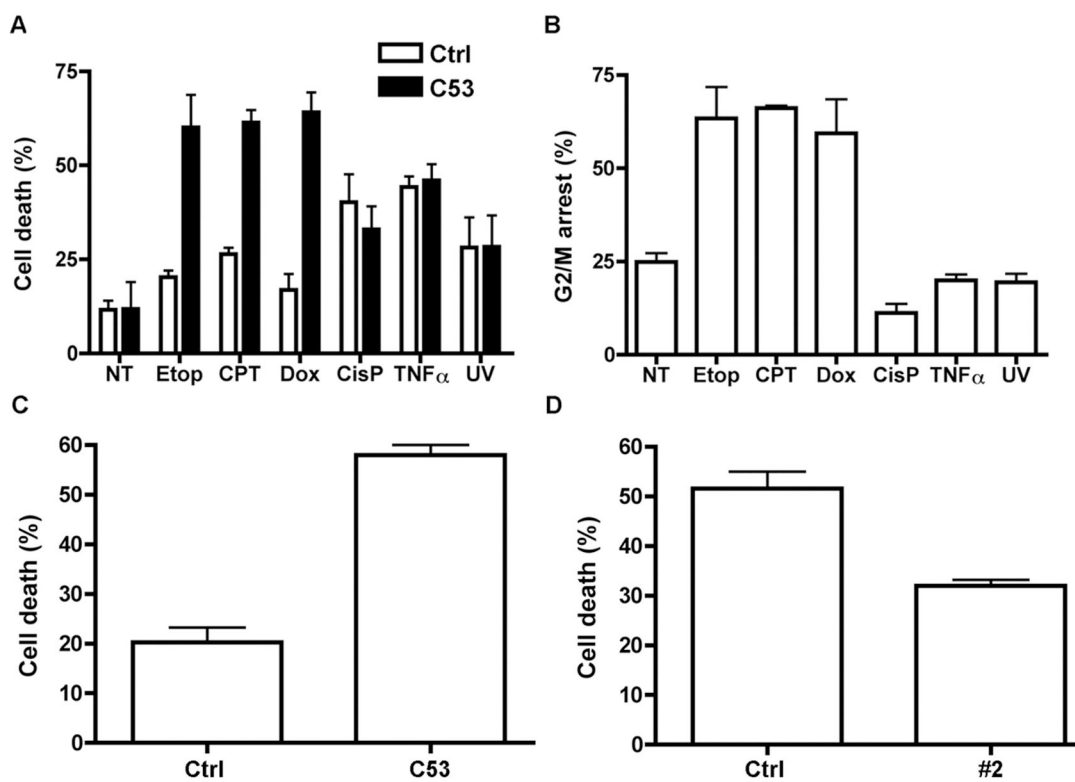 A
Ctrl
C53
Cell death (%)
75
50
25
0
NT Etop CPT Dox CisP TNFα UV
B
G2/M arrest (%)
75
50
25
0
NT Etop CPT Dox CisP TNFα UV
C
Cell death (%)
60
50
40
30
20
10
0
Ctrl C53
D
Cell death (%)
60
50
40
30
20
10
0
Ctrl #2